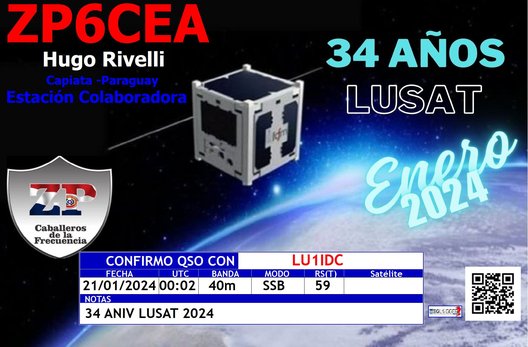 ZP6CEA
Hugo Rivelli
Capiata -Paraguay
Estación Colaboradora
34 AÑOS
LUSAT
Enero
2024
ZP
Caballeros
de la
Frecuencia
CONFIRMO QSO CON LU1IDC
FECHA UTC BANDA MODO RS(T) Satélite
21/01/2024 00:02 40m SSB 59
NOTAS
34 ANIV LUSAT 2024